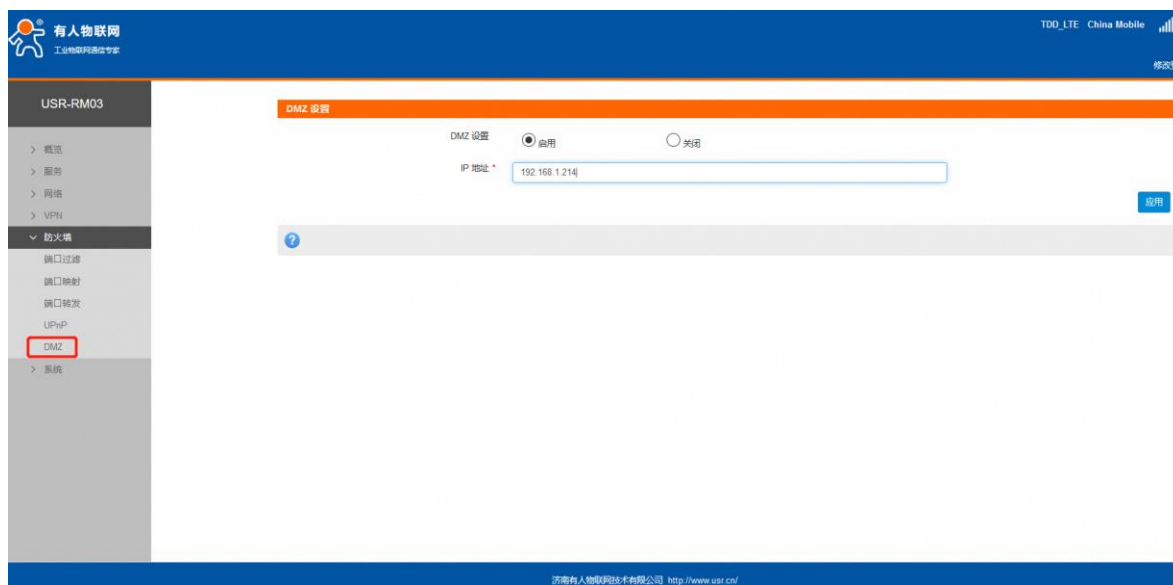 有人物联网
工业物联网通信专家
TDD_LTE China Mobile
修改
USR-RM03
概览
服务
网络
VPN
防火墙
端口过滤
端口映射
端口转发
UPnP
DMZ
系统
DMZ 设置
DMZ 设置 启用 关闭
IP 地址 * 192.168.1.214
应用
济南有人物联网技术有限公司 http://www.usr.cn/